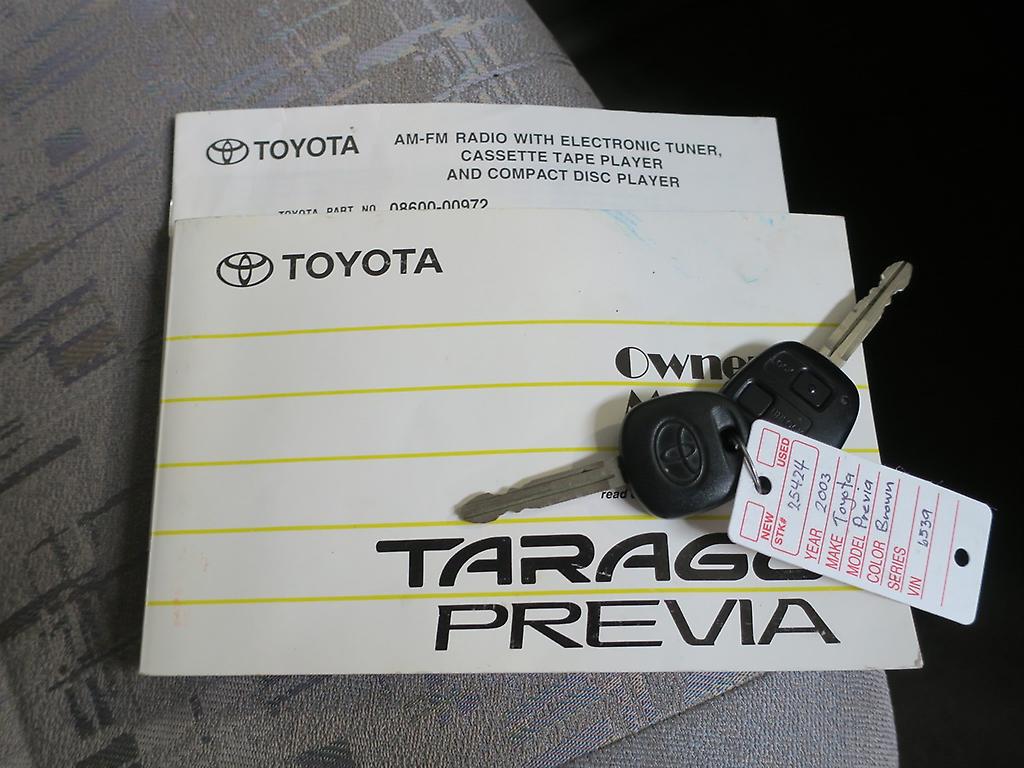 TOYOTA
AM-FM RADIO WITH ELECTRONIC TUNER,
CASSETTE TAPE PLAYER
AND COMPACT DISC PLAYER
TOYOTA PART NO. 08600-00972
TOYOTA
Owne
read
TARAGO
PREVIA
LOCK
NEW USED
STK# 25424
YEAR 2003
MAKE Toyota
MODEL Previa
COLOR Brown
SERIES
VIN 6539